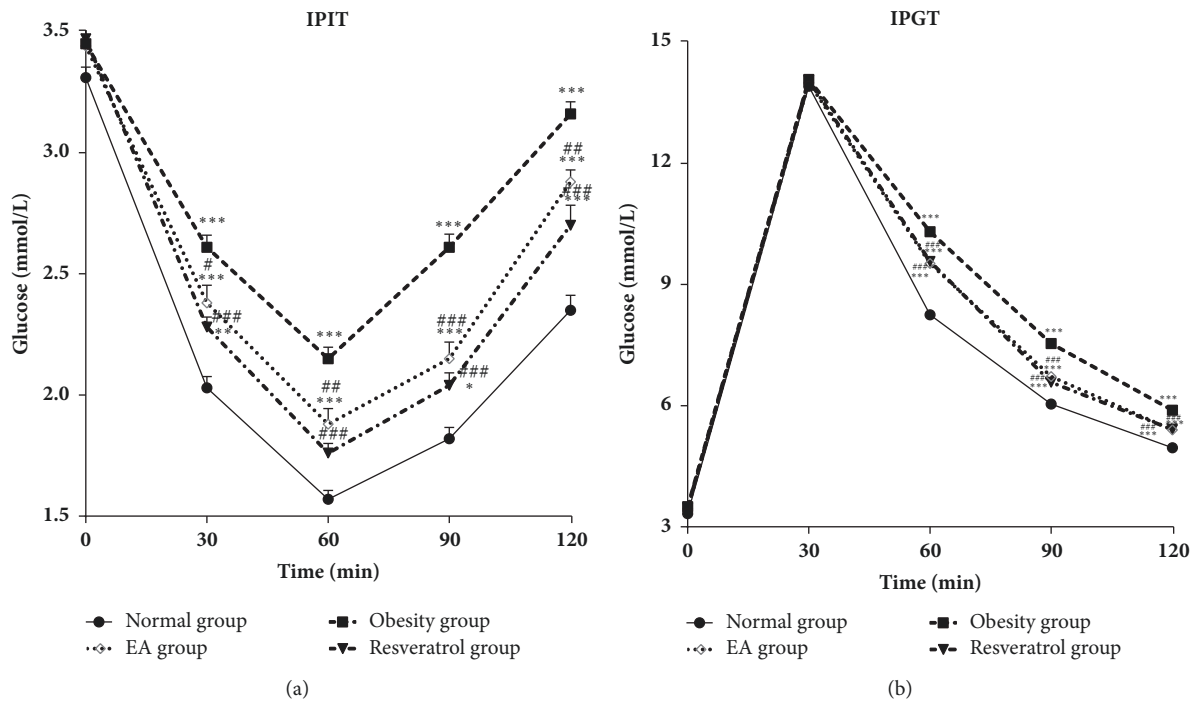 IPIT
3.5
3.0
2.5
2.0
1.5
Glucose (mmol/L)
***
##
***
###
***
***
#
***
###
**
***
##
***
###
***
###
***
###
*
0 30 60 90 120
Time (min)
Normal group
Obesity group
EA group
Resveratrol group
(a)
IPGT
15
12
9
6
3
Glucose (mmol/L)
***
###
***
###
***
***
###
***
###
***
***
###
***
###
***
0 30 60 90 120
Time (min)
Normal group
Obesity group
EA group
Resveratrol group
(b)